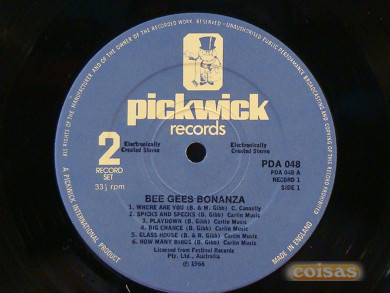 ALL RIGHTS OF THE MANUFACTURER AND OF THE OWNER OF THE RECORDED WORK RESERVED · UNAUTHORISED PUBLIC PERFORMANCE BROADCASTING AND COPYING OF THIS RECORD PROHIBITED
pickwick
records
2
RECORD
SET
33⅓ rpm
Electronically
Created Stereo
Electronically
Created Stereo
PDA 048
PDA 048 A
RECORD 1
SIDE 1
BEE GEES BONANZA
1. WHERE ARE YOU (B. & M. Gibb) C. Connelly
2. SPICKS AND SPECKS (B. Gibb) Carlin Music
3. PLAYDOWN (B. Gibb) Carlin Music
4. BIG CHANCE (B. Gibb) Carlin Music
5. GLASS HOUSE (B. Gibb) Carlin Music
6. HOW MANY BIRDS (B. Gibb) Carlin Music
Licensed from Festival Records
Pty. Ltd., Australia
℗ 1966
A PICKWICK INTERNATIONAL PRODUCT
MADE IN ENGLAND
coisas